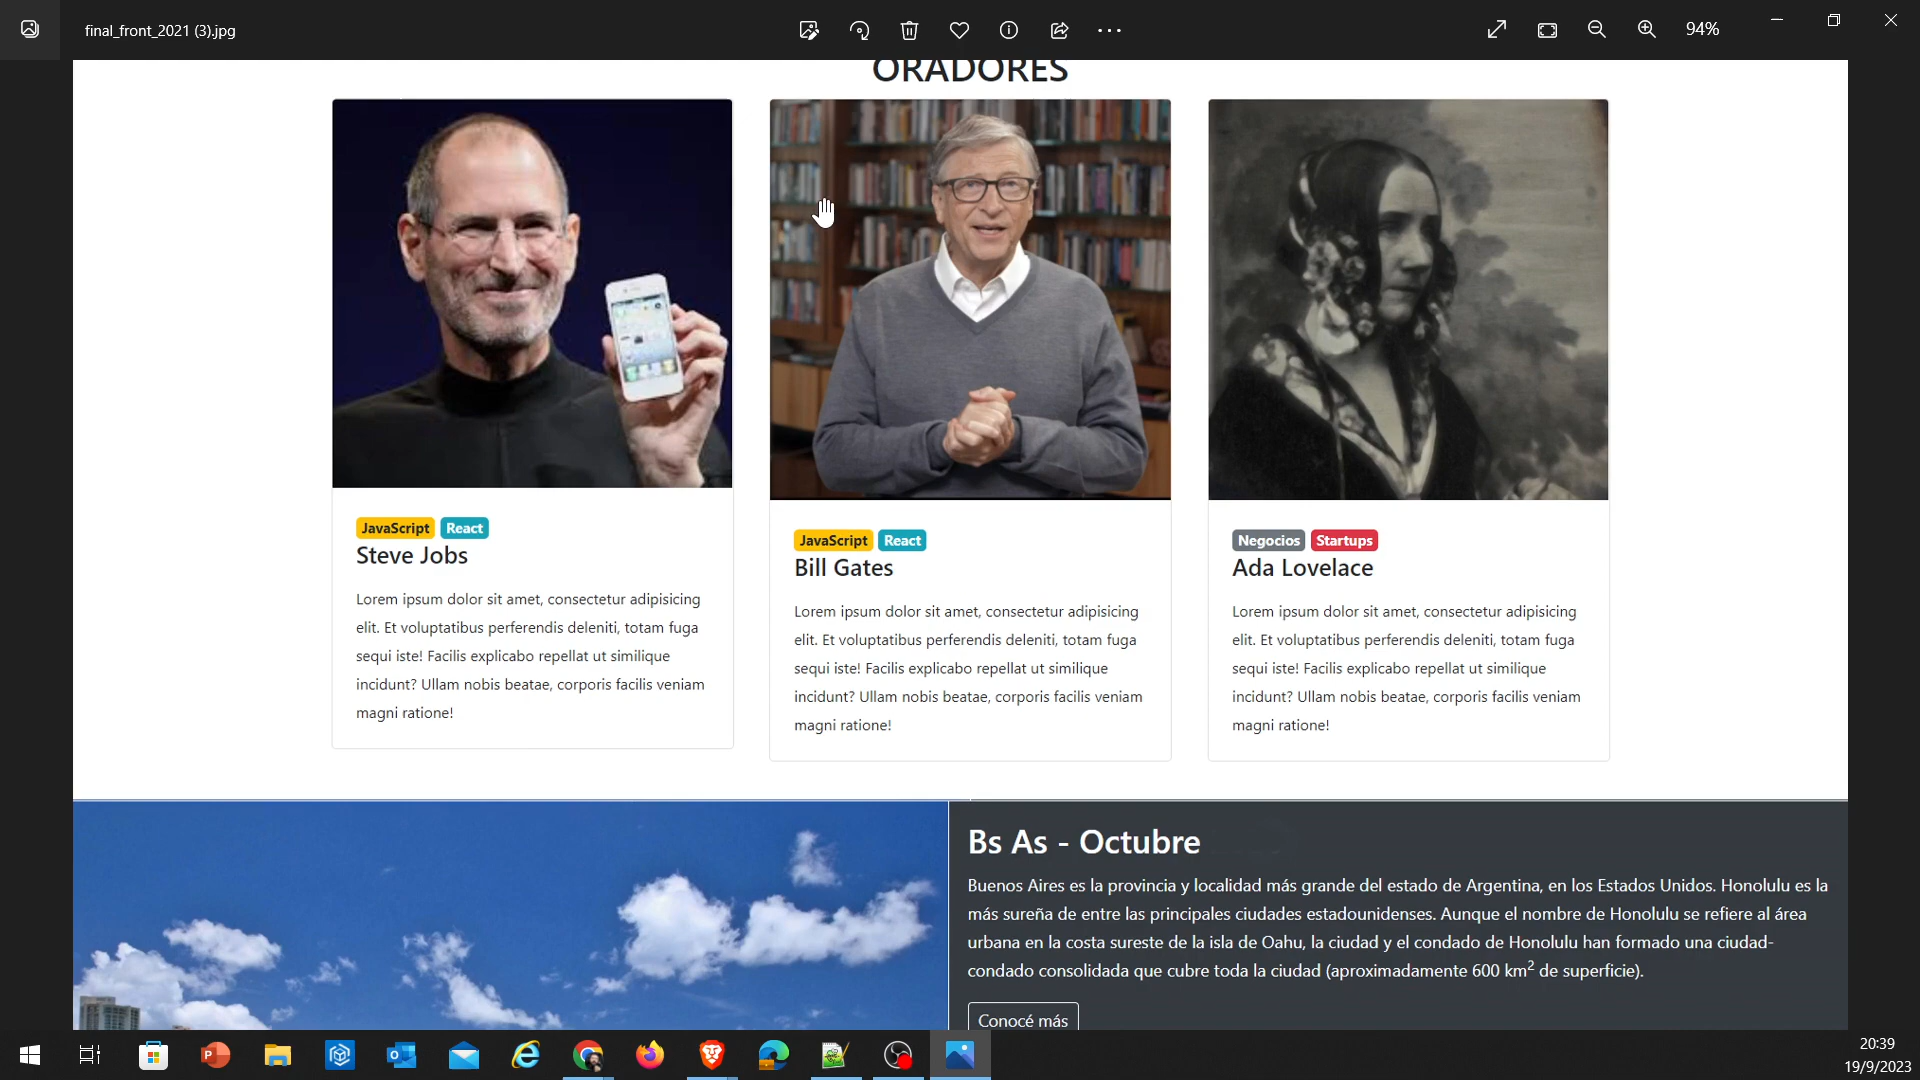 final_front_2021 (3).jpg
94%
ORADORES
JavaScript React
Steve Jobs
Lorem ipsum dolor sit amet, consectetur adipisicing
elit. Et voluptatibus perferendis deleniti, totam fuga
sequi iste! Facilis explicabo repellat ut similique
incidunt? Ullam nobis beatae, corporis facilis veniam
magni ratione!
JavaScript React
Bill Gates
Lorem ipsum dolor sit amet, consectetur adipisicing
elit. Et voluptatibus perferendis deleniti, totam fuga
sequi iste! Facilis explicabo repellat ut similique
incidunt? Ullam nobis beatae, corporis facilis veniam
magni ratione!
Negocios Startups
Ada Lovelace
Lorem ipsum dolor sit amet, consectetur adipisicing
elit. Et voluptatibus perferendis deleniti, totam fuga
sequi iste! Facilis explicabo repellat ut similique
incidunt? Ullam nobis beatae, corporis facilis veniam
magni ratione!
Bs As - Octubre
Buenos Aires es la provincia y localidad más grande del estado de Argentina, en los Estados Unidos. Honolulu es la
más sureña de entre las principales ciudades estadounidenses. Aunque el nombre de Honolulu se refiere al área
urbana en la costa sureste de la isla de Oahu, la ciudad y el condado de Honolulu han formado una ciudad-
condado consolidada que cubre toda la ciudad (aproximadamente 600 km² de superficie).
Conocé más
20:39
19/9/2023